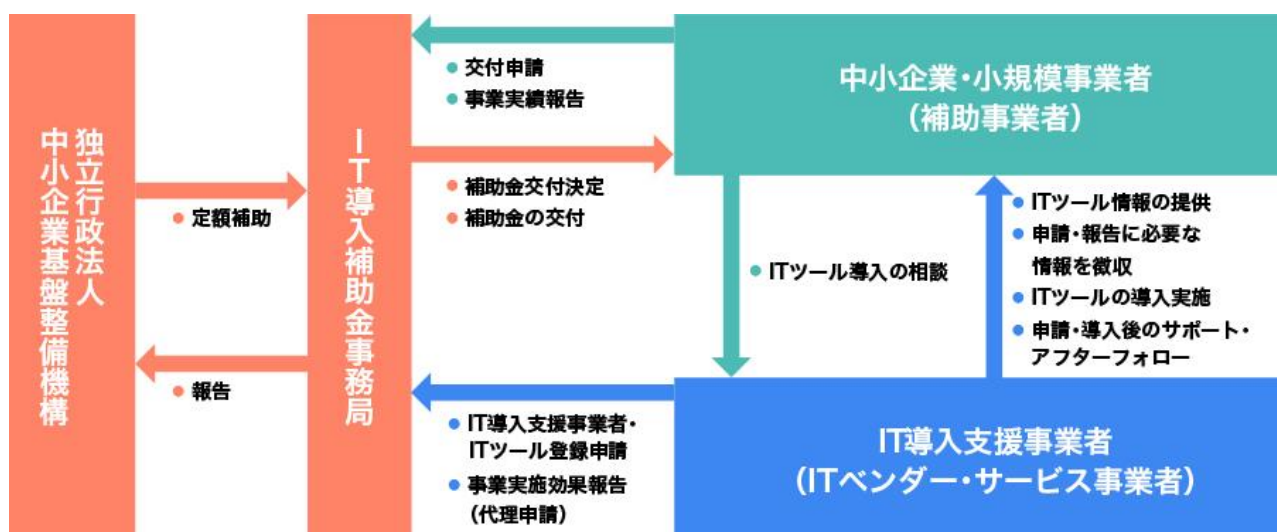 独立行政法人
中小企業基盤整備機構
定額補助
報告
IT導入補助金事務局
交付申請
事業実績報告
補助金交付決定
補助金の交付
IT導入支援事業者・
ITツール登録申請
事業実施効果報告
（代理申請）
中小企業・小規模事業者
（補助事業者）
ITツール導入の相談
ITツール情報の提供
申請・報告に必要な
情報を徴収
ITツールの導入実施
申請・導入後のサポート・
アフターフォロー
IT導入支援事業者
（ITベンダー・サービス事業者）